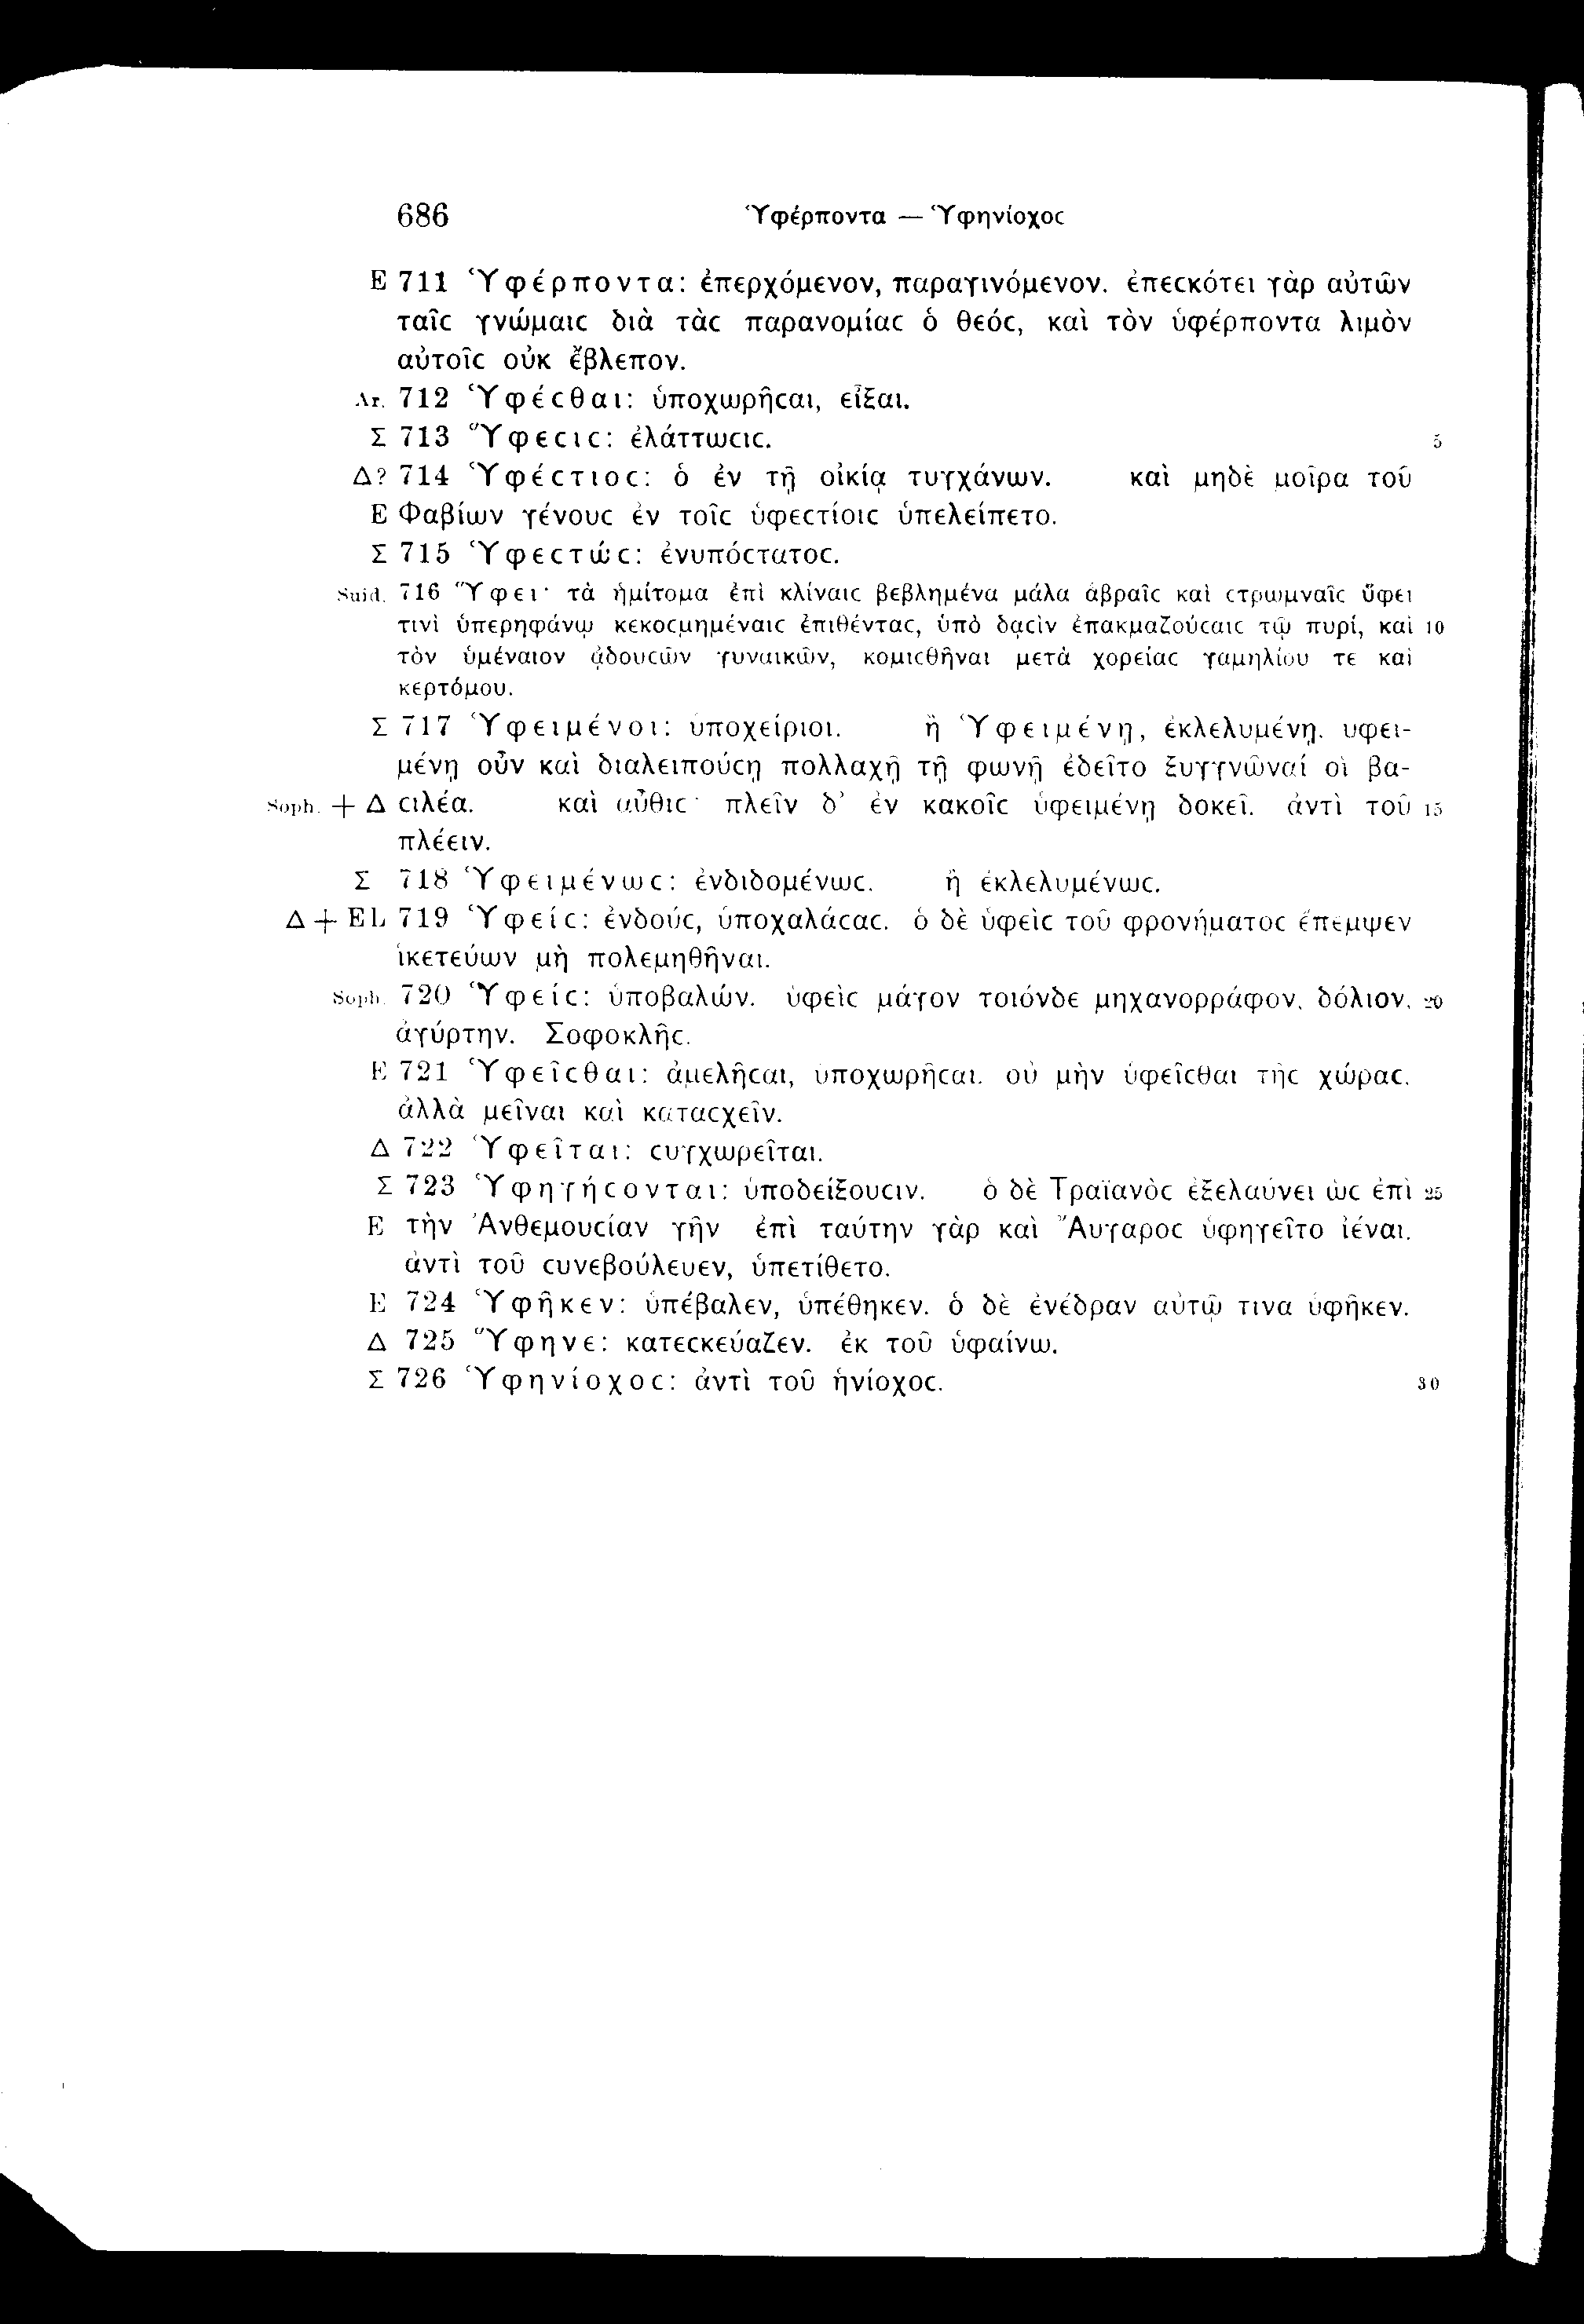 686 Ὑφέρποντα — Ὑφηνίοχοϲ
E 711 Ὑφέρποντα: ἐπερχόμενον, παραγινόμενον. ἐπεϲκότει γὰρ αὐτῶν
ταῖϲ γνώμαιϲ διὰ τὰϲ παρανομίαϲ ὁ θεόϲ, καὶ τὸν ὑφέρποντα λιμὸν
αὐτοῖϲ οὐκ ἔβλεπον.
Ar. 712 Ὑφέϲθαι: ὑποχωρῆϲαι, εἶξαι.
Σ 713 Ὕφεϲιϲ: ἐλάττωϲιϲ. 5
Δ? 714 Ὑφέϲτιοϲ: ὁ ἐν τῇ οἰκίᾳ τυγχάνων. καὶ μηδὲ μοῖρα τοῦ
E Φαβίων γένουϲ ἐν τοῖϲ ὑφεϲτίοιϲ ὑπελείπετο.
Σ 715 Ὑφεϲτώϲ: ἐνυπόϲτατοϲ.
Suid. 716 Ὕφει· τὰ ἡμίτομα ἐπὶ κλίναιϲ βεβλημένα μάλα ἁβραῖϲ καὶ ϲτρωμναῖϲ ὕφει
τινὶ ὑπερηφάνῳ κεκοϲμημέναιϲ ἐπιθένταϲ, ὑπὸ δᾳϲὶν ἐπακμαζούϲαιϲ τῷ πυρί, καὶ 10
τὸν ὑμέναιον ᾀδουϲῶν γυναικῶν, κομιϲθῆναι μετὰ χορείαϲ γαμηλίου τε καὶ
κερτόμου.
Σ 717 Ὑφειμένοι: ὑποχείριοι. ἢ Ὑφειμένῃ, ἐκλελυμένῃ. ὑφει-
μένῃ οὖν καὶ διαλειπούϲῃ πολλαχῇ τῇ φωνῇ ἐδεῖτο ξυγγνῶναί οἱ βα-
Soph. + Δ ϲιλέα. καὶ αὖθιϲ· πλεῖν δ’ ἐν κακοῖϲ ὑφειμένῃ δοκεῖ. ἀντὶ τοῦ 15
πλέειν.
Σ 718 Ὑφειμένωϲ: ἐνδιδομένωϲ. ἢ ἐκλελυμένωϲ.
Δ + EL 719 Ὑφείϲ: ἐνδούϲ, ὑποχαλάϲαϲ. ὁ δὲ ὑφεὶϲ τοῦ φρονήματοϲ ἔπεμψεν
ἱκετεύων μὴ πολεμηθῆναι.
Soph. 720 Ὑφείϲ: ὑποβαλών. ὑφεὶϲ μάγον τοιόνδε μηχανορράφον, δόλιον, 20
ἀγύρτην. Σοφοκλῆϲ.
E 721 Ὑφεῖϲθαι: ἀμελῆϲαι, ὑποχωρῆϲαι. οὐ μὴν ὑφεῖϲθαι τῆϲ χώραϲ,
ἀλλὰ μεῖναι καὶ καταϲχεῖν.
Δ 722 Ὑφεῖται: ϲυγχωρεῖται.
Σ 723 Ὑφηγήϲονται: ὑποδείξουϲιν. ὁ δὲ Τραϊανὸϲ ἐξελαύνει ὡϲ ἐπὶ 25
E τὴν Ἀνθεμουϲίαν γῆν ἐπὶ ταύτην γὰρ καὶ Ἄυγαροϲ ὑφηγεῖτο ἰέναι.
ἀντὶ τοῦ ϲυνεβούλευεν, ὑπετίθετο.
E 724 Ὑφῆκεν: ὑπέβαλεν, ὑπέθηκεν. ὁ δὲ ἐνέδραν αὐτῷ τινα ὑφῆκεν.
Δ 725 Ὕφηνε: κατεϲκεύαζεν. ἐκ τοῦ ὑφαίνω.
Σ 726 Ὑφηνίοχοϲ: ἀντὶ τοῦ ἡνίοχοϲ. 30